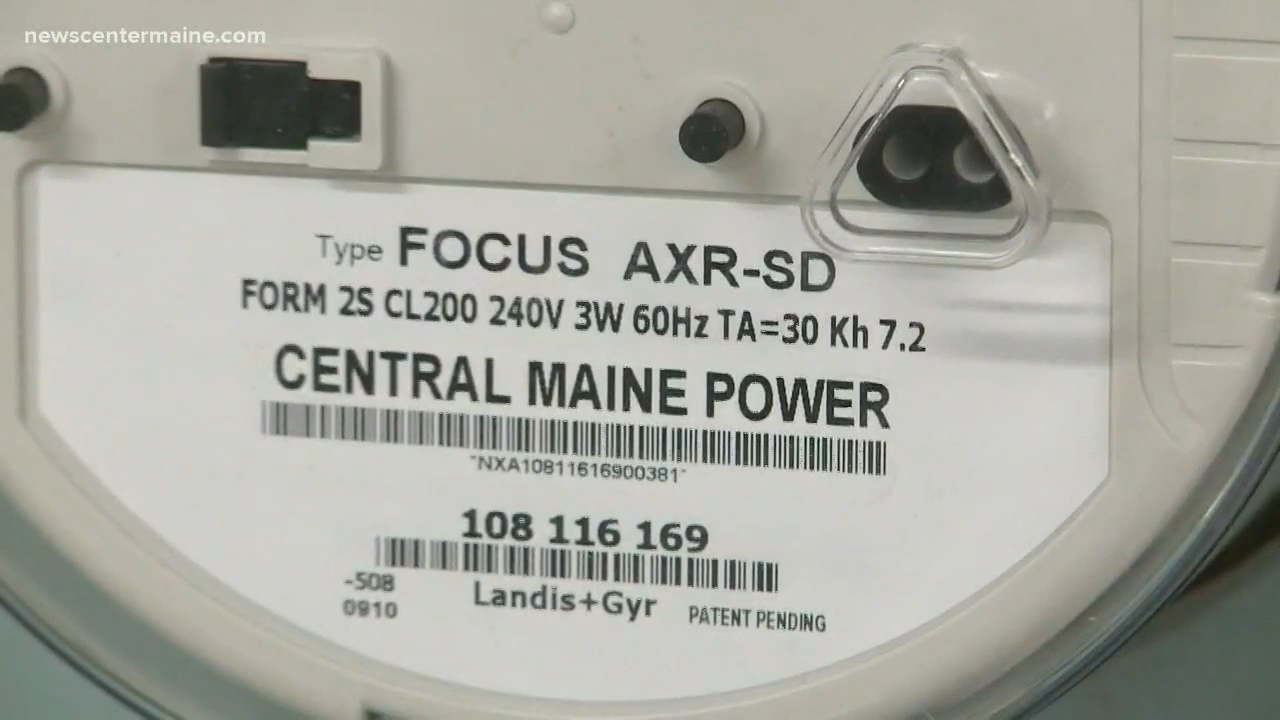 newscentermaine.com
Type FOCUS AXR-SD
FORM 2S CL200 240V 3W 60Hz TA=30 Kh 7.2
CENTRAL MAINE POWER
"NXA10811616900381"
108 116 169
-508
0910
Landis+Gyr PATENT PENDING